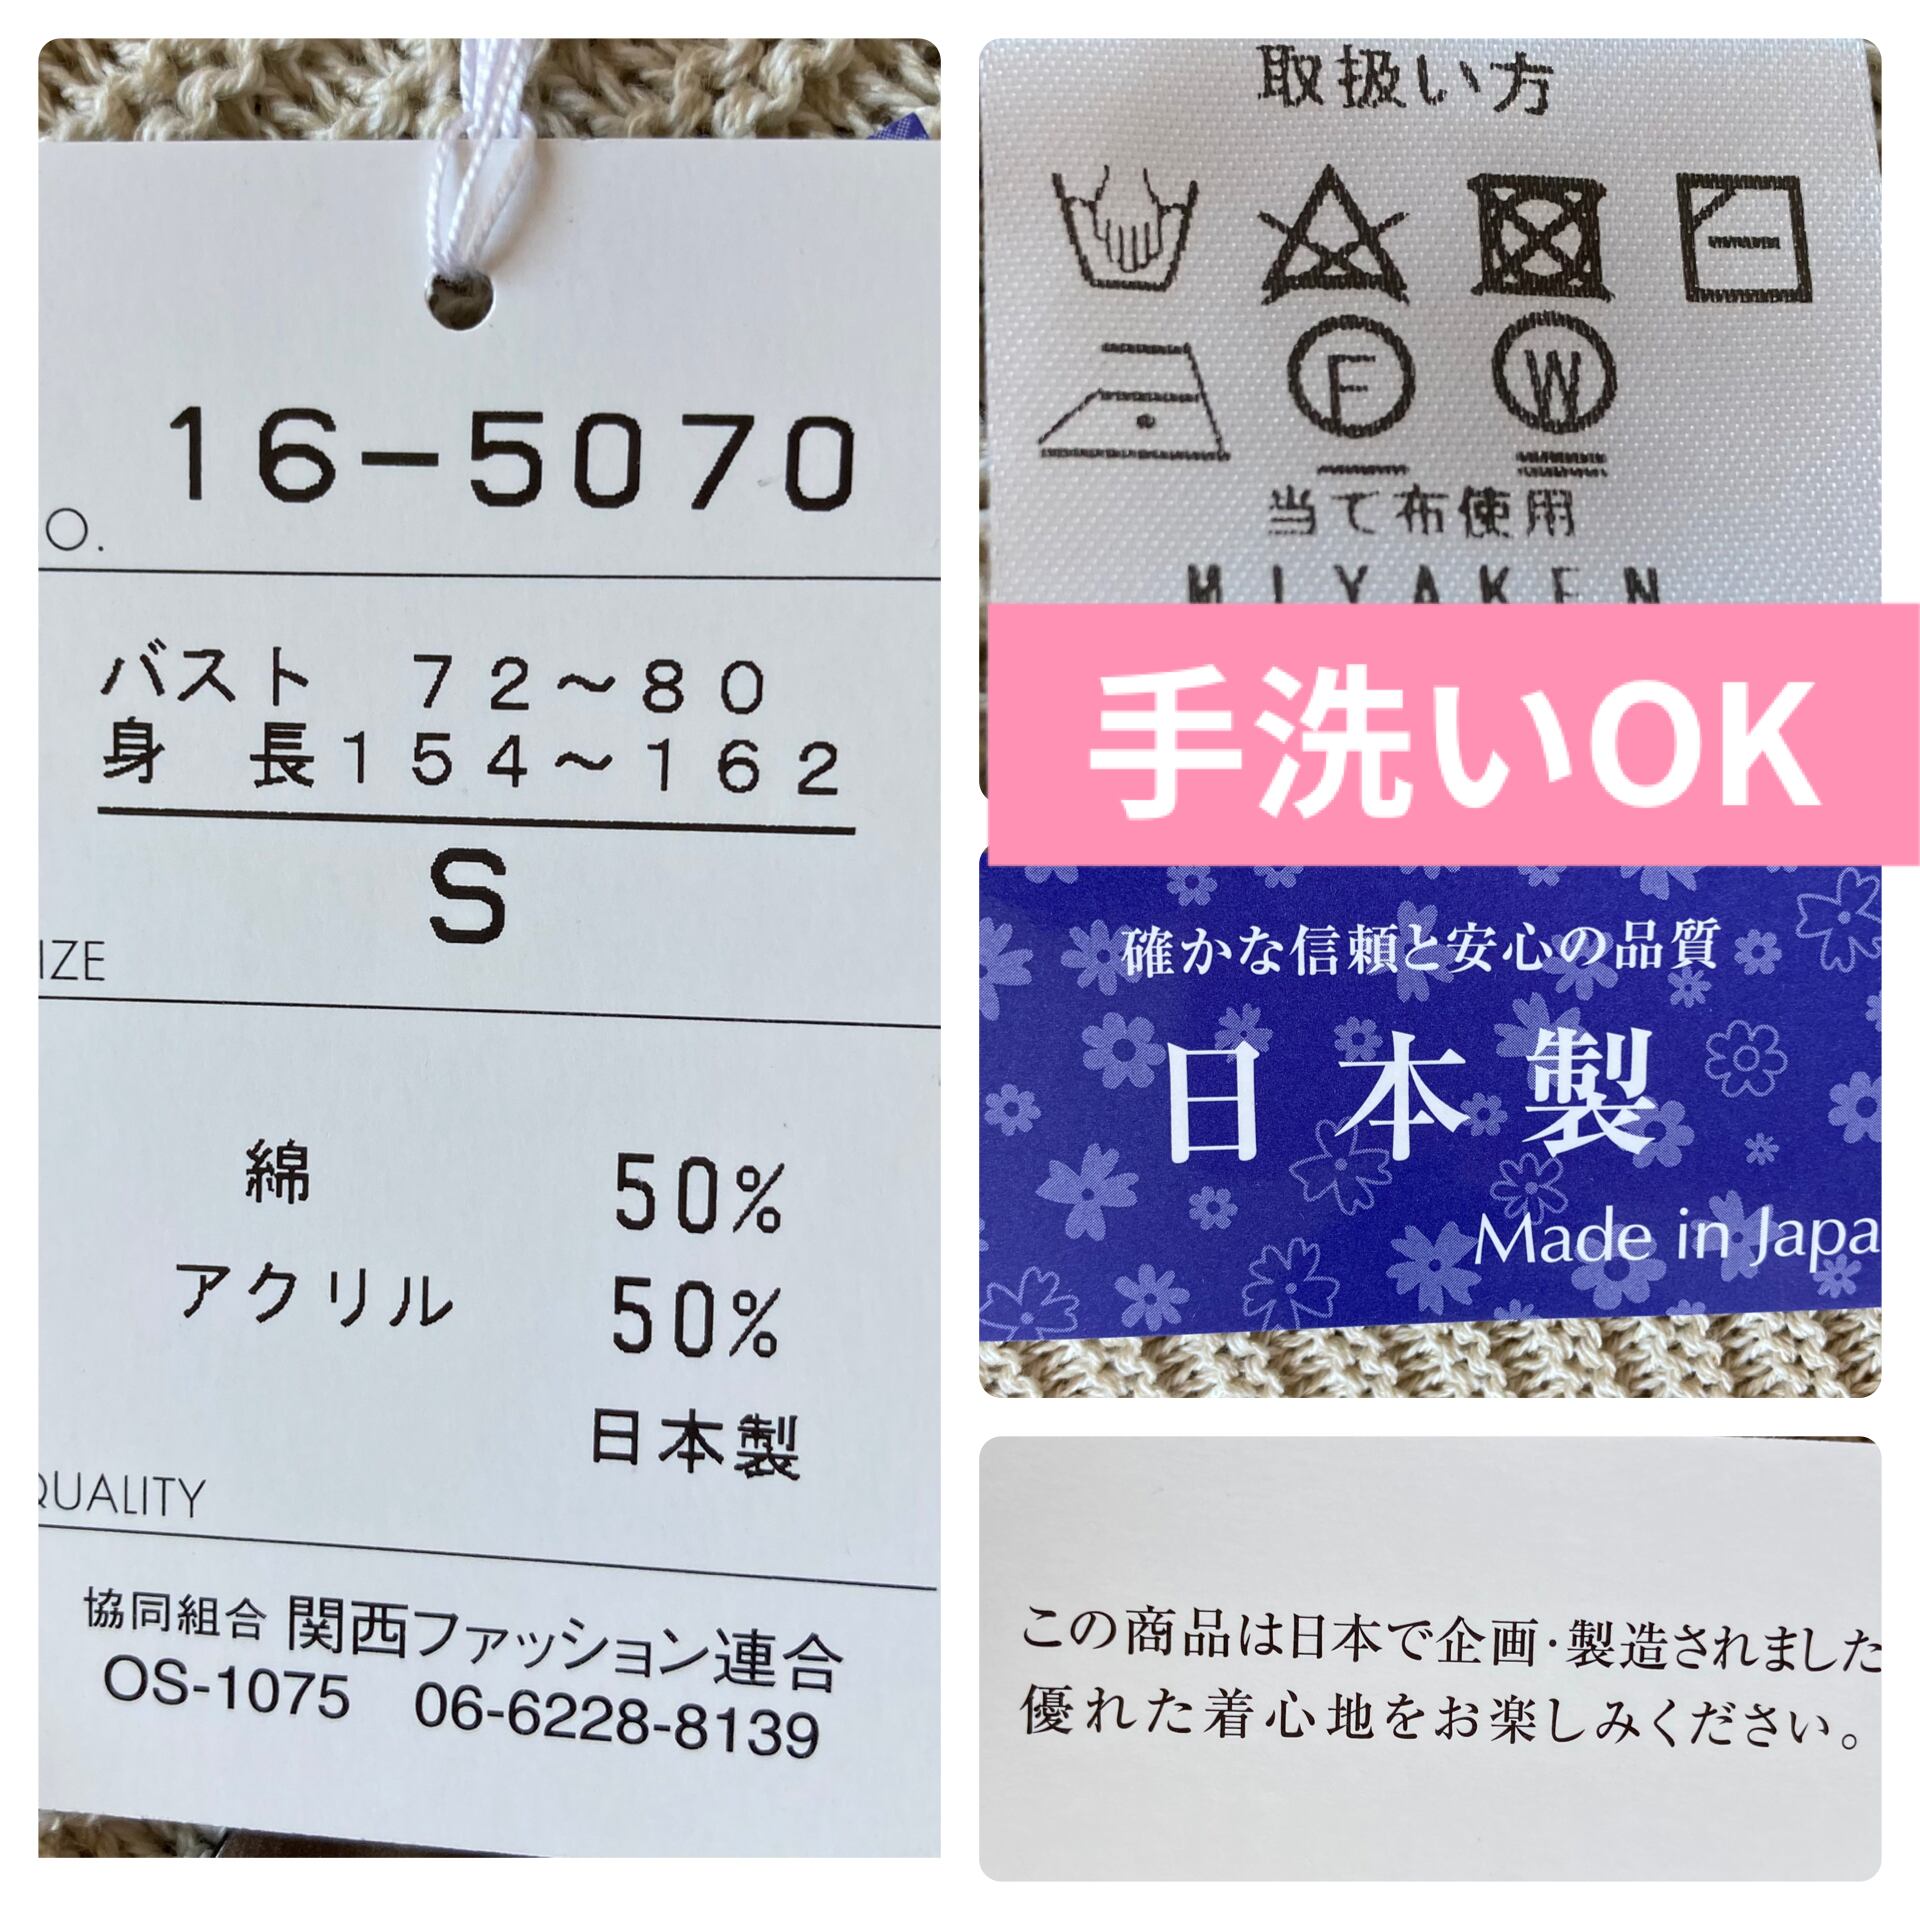 16-5070
O.
バスト 72~80
身 長154~162
S
IZE
綿 50%
アクリル 50%
日本製
QUALITY
協同組合 関西ファッション連合
OS-1075 06-6228-8139
取扱い方
F W
当て布使用
MIYAKEN
手洗いOK
確かな信頼と安心の品質
日本製
Made in Japa
この商品は日本で企画・製造されました
優れた着心地をお楽しみください。